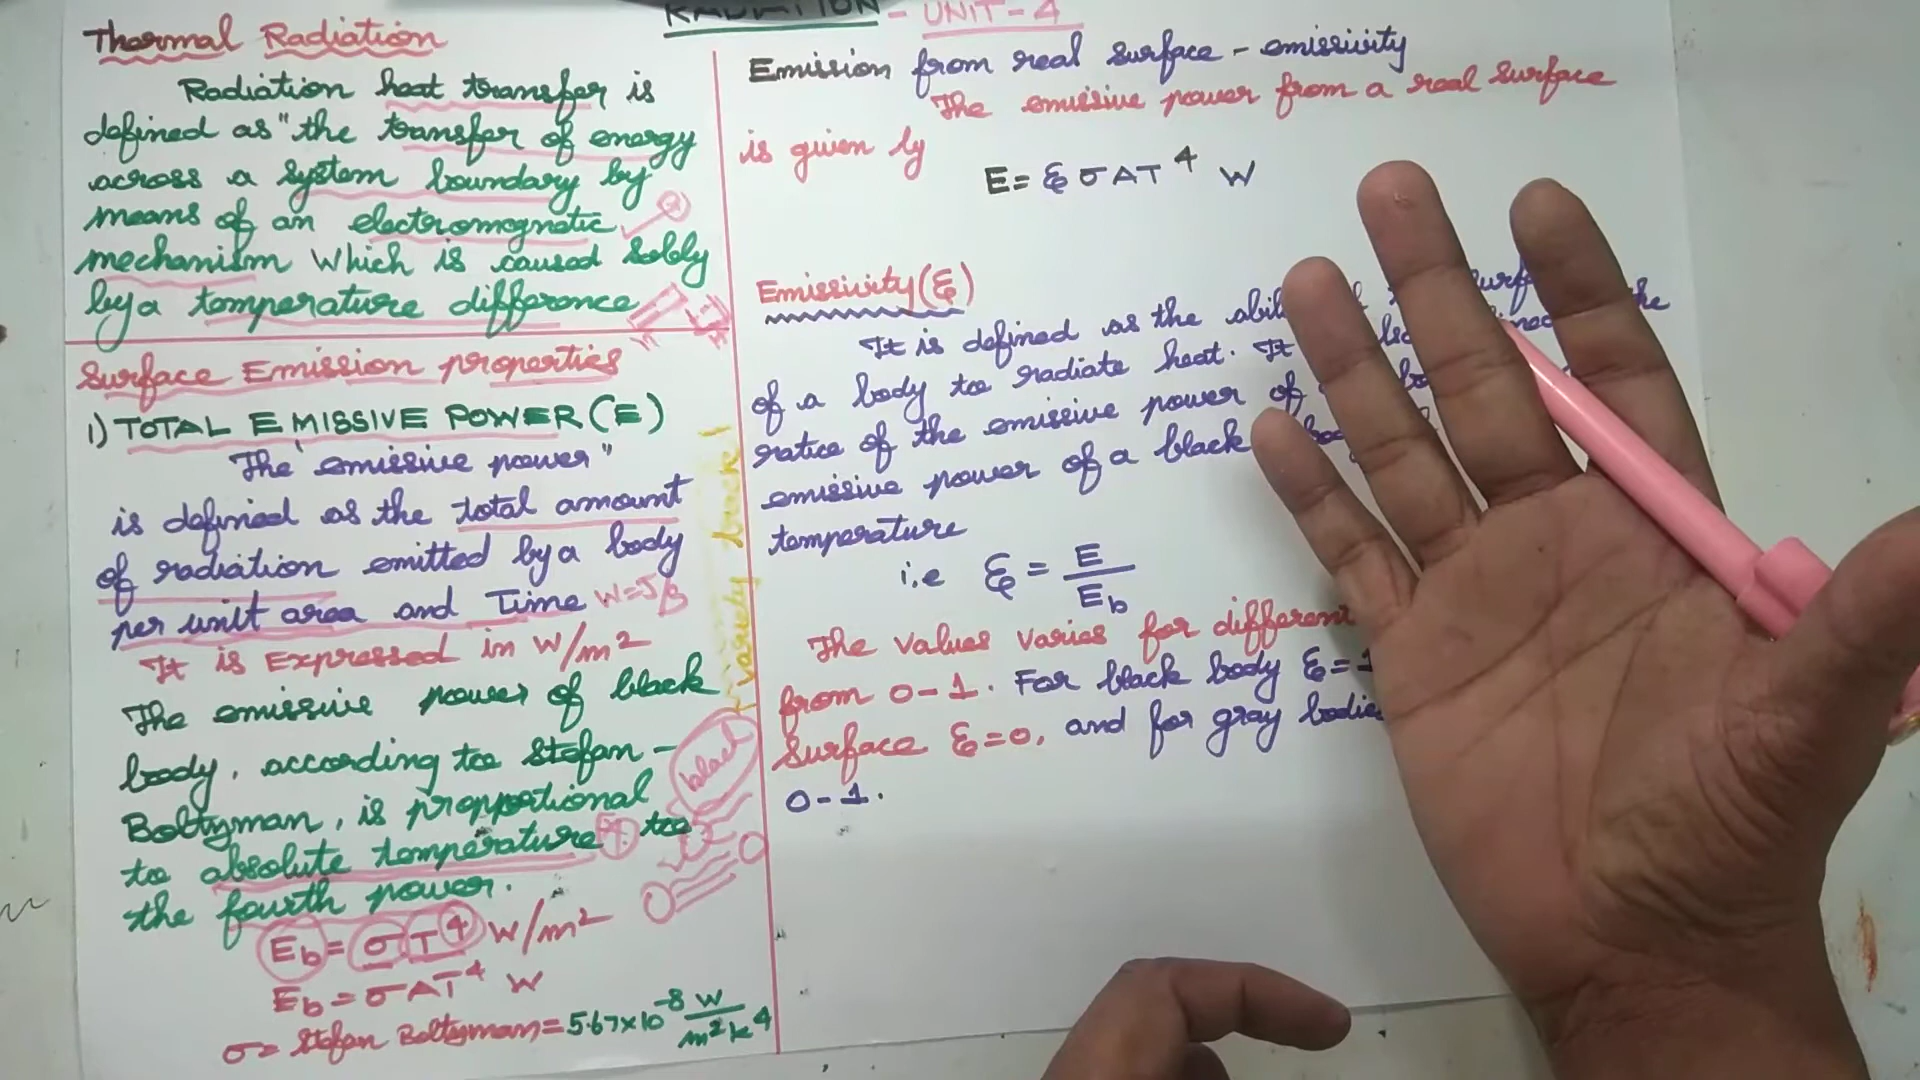 UNIT-4
Thermal Radiation
Radiation heat transfer is
defined as "the transfer of energy
across a system boundary by
means of an electromagnetic
mechanism which is caused solely
by a temperature difference
Surface Emission properties
1) TOTAL EMISSIVE POWER (E)
The "emissive power"
is defined as the total amount
of radiation emitted by a body
per unit area and Time W=J/s
It is Expressed in W/m2
The emissive power of black
body, according to Stefan-
Boltzman, is proportional
to absolute temperature to
the fourth power.
Eb = σT4 W/m2
Eb = σAT4 W
σ = Stefan Boltzman = 5.67×10-8 W/m2k4
black
Emission from real surface - emissivity
The emissive power from a real surface
is given by
E = ξσAT4 W
Emissivity (ξ)
It is defined as the
of a body to radiate heat. It the
ratio of the emissive power of
emissive power of a black
temperature
i.e ξ = E/Eb
The values varies for different
from 0-1. For black body ξ=1
surface ξ=0, and for gray bodies
0-1.